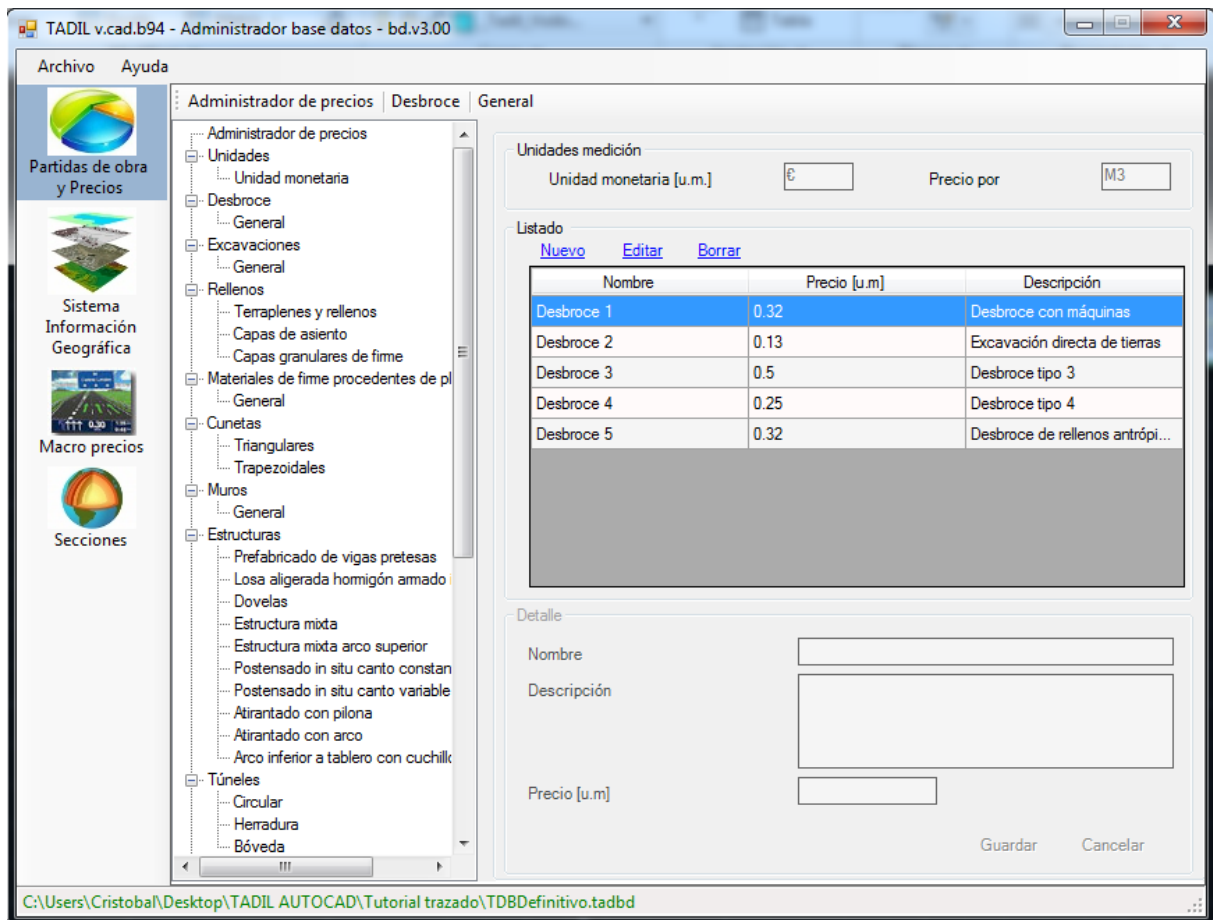 TADIL v.cad.b94 - Administrador base datos - bd.v3.00
Archivo Ayuda
Partidas de obra
y Precios
Sistema
Información
Geográfica
Macro precios
Secciones
Administrador de precios Desbroce General
Administrador de precios
Unidades
Unidad monetaria
Desbroce
General
Excavaciones
General
Rellenos
Terraplenes y rellenos
Capas de asiento
Capas granulares de firme
Materiales de firme procedentes de pl
General
Cunetas
Triangulares
Trapezoidales
Muros
General
Estructuras
Prefabricado de vigas pretesas
Losa aligerada hormigón armado i
Dovelas
Estructura mixta
Estructura mixta arco superior
Postensado in situ canto constan
Postensado in situ canto variable
Atirantado con pilona
Atirantado con arco
Arco inferior a tablero con cuchillo
Túneles
Circular
Herradura
Bóveda
Unidades medición
Unidad monetaria [u.m.] € Precio por M3
Listado
Nuevo Editar Borrar
Nombre Precio [u.m] Descripción
Desbroce 1 0.32 Desbroce con máquinas
Desbroce 2 0.13 Excavación directa de tierras
Desbroce 3 0.5 Desbroce tipo 3
Desbroce 4 0.25 Desbroce tipo 4
Desbroce 5 0.32 Desbroce de rellenos antrópi...
Detalle
Nombre
Descripción
Precio [u.m]
Guardar Cancelar
C:\Users\Cristobal\Desktop\TADIL AUTOCAD\Tutorial trazado\TDBDefinitivo.tadbd